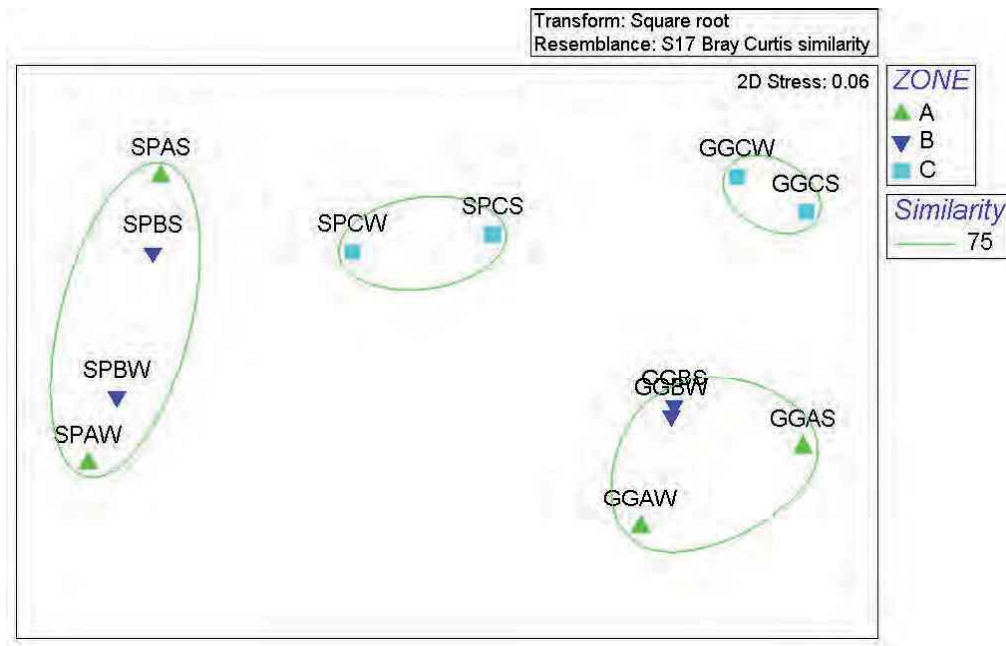 Transform: Square root
Resemblance: S17 Bray Curtis similarity
2D Stress: 0.06
ZONE
A
B
C
Similarity
75
SPAS
SPBS
SPBW
SPAW
SPCW
SPCS
GGCW
GGCS
GGBS
GGBW
GGAS
GGAW